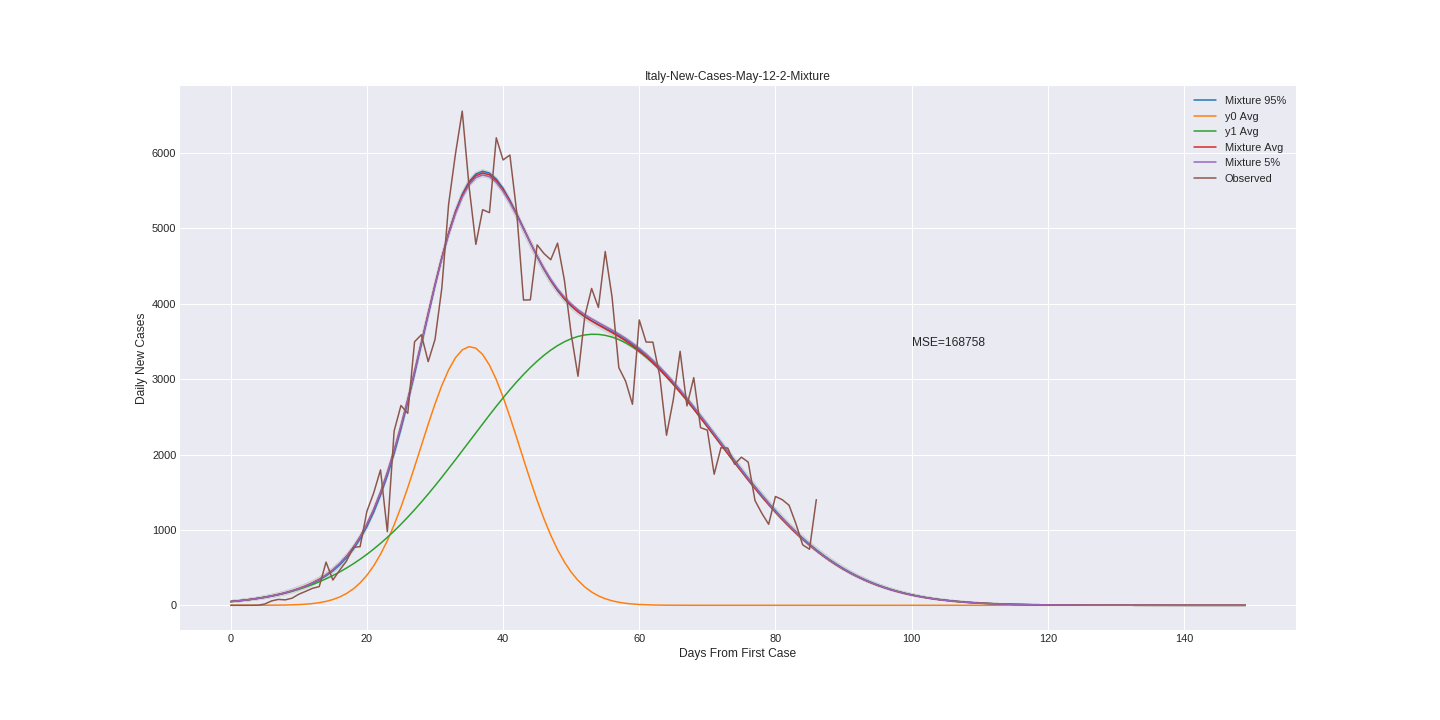 Italy-New-Cases-May-12-2-Mixture
Mixture 95%
y0 Avg
y1 Avg
Mixture Avg
Mixture 5%
Observed
6000
5000
4000
3000
2000
1000
0
Daily New Cases
MSE=168758
0 20 40 60 80 100 120 140
Days From First Case